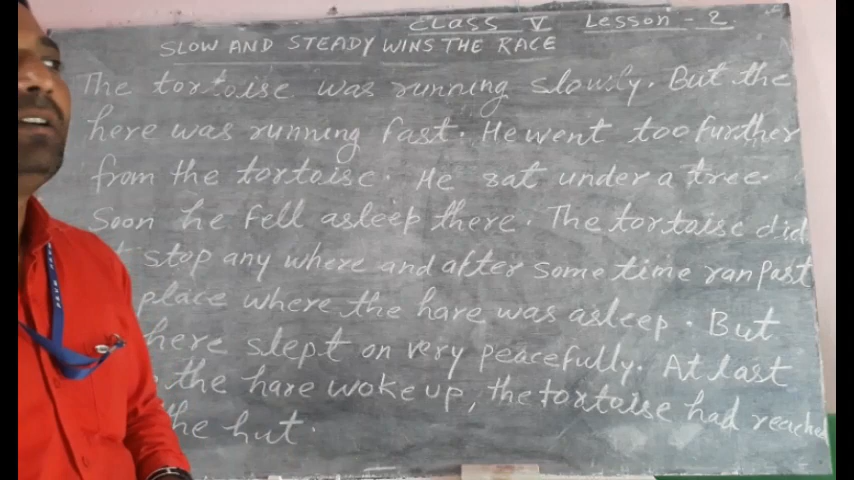 CLASS V Lesson - 2.
SLOW AND STEADY WINS THE RACE
The tortoise was running slowly. But the
here was running fast. He went too further
from the tortoise. He sat under a tree.
Soon he fell asleep there. The tortoise did
stop any where and after some time ran past
place where the hare was asleep. But
here slept on very peacefully. At last
the hare woke up, the tortoise had reached
the hut.